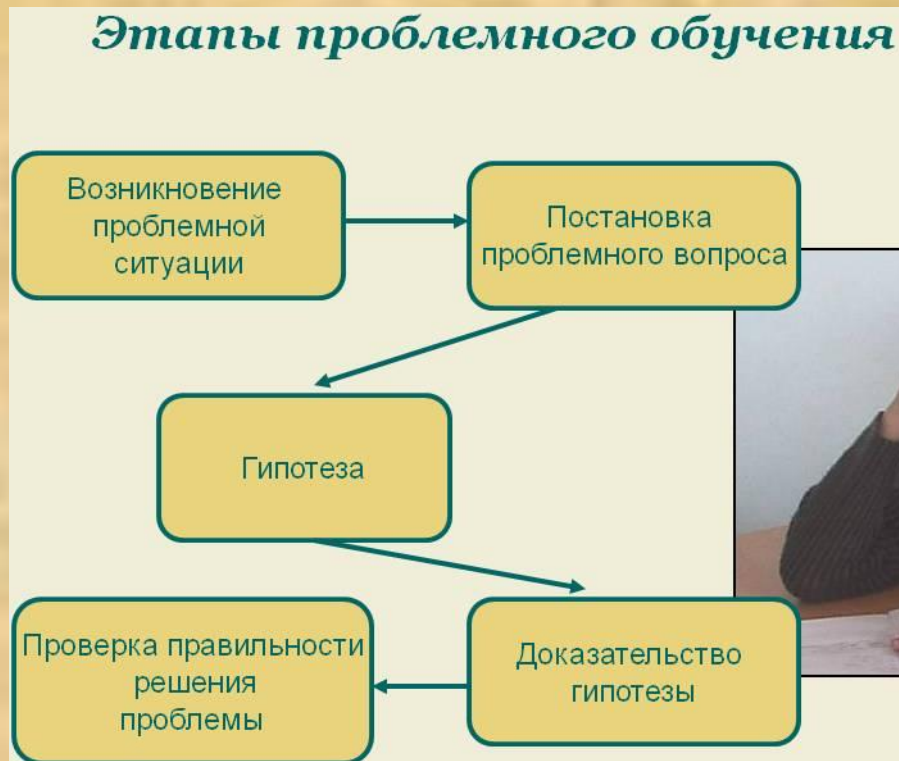 Этапы проблемного обучения
Возникновение
проблемной
ситуации
Постановка
проблемного вопроса
Гипотеза
Доказательство
гипотезы
Проверка правильности
решения
проблемы